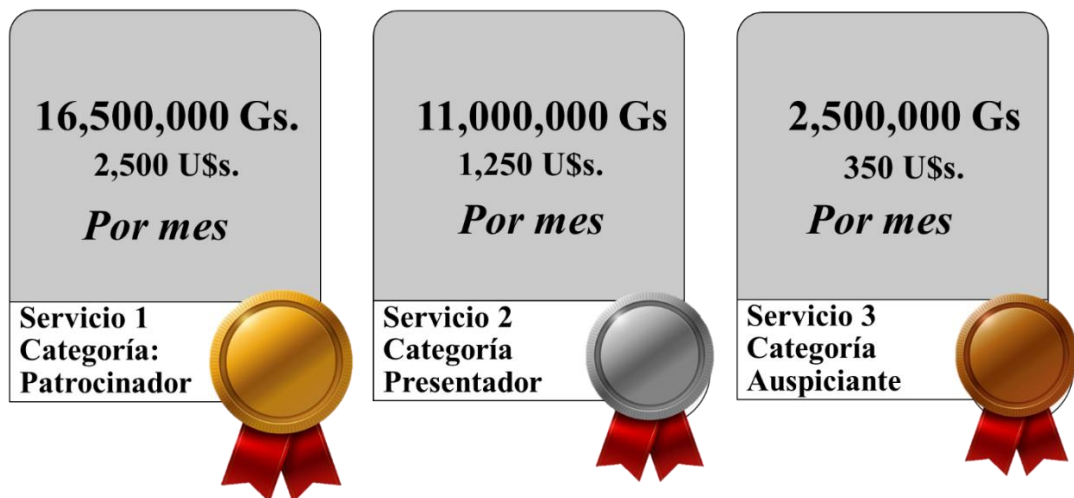 16,500,000 Gs.
2,500 U$s.
Por mes
Servicio 1
Categoría:
Patrocinador
11,000,000 Gs
1,250 U$s.
Por mes
Servicio 2
Categoría
Presentador
2,500,000 Gs
350 U$s.
Por mes
Servicio 3
Categoría
Auspiciante